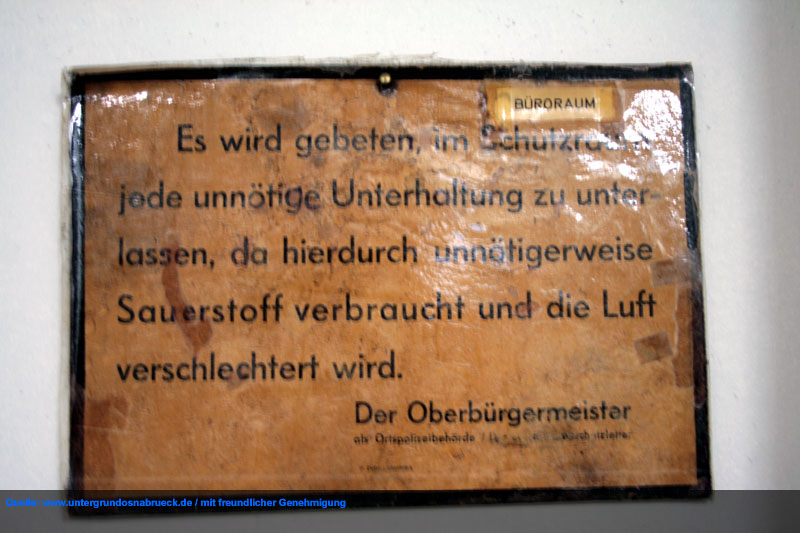 BÜRORAUM
Es wird gebeten, im Schutzraum
jede unnötige Unterhaltung zu unter-
lassen, da hierdurch unnötigerweise
Sauerstoff verbraucht und die Luft
verschlechtert wird.
Der Oberbürgermeister
als Ortspolizeibehörde /
Quelle: www.untergrundosnabrueck.de / mit freundlicher Genehmigung